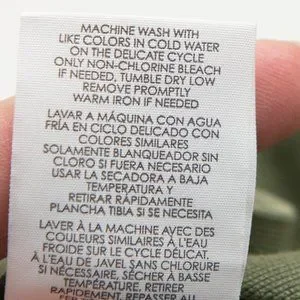 MACHINE WASH WITH
LIKE COLORS IN COLD WATER
ON THE DELICATE CYCLE
ONLY NON-CHLORINE BLEACH
IF NEEDED, TUMBLE DRY LOW
REMOVE PROMPTLY
WARM IRON IF NEEDED
LAVAR A MÁQUINA CON AGUA
FRÍA EN CICLO DELICADO CON
COLORES SIMILARES
SOLAMENTE BLANQUEADOR SIN
CLORO SI FUERA NECESARIO
USAR LA SECADORA A BAJA
TEMPERATURA Y
RETIRAR RÁPIDAMENTE
PLANCHA TIBIA SI SE NECESITA
LAVER À LA MACHINE AVEC DES
COULEURS SIMILAIRES À L'EAU
FROIDE SUR LE CYCLE DÉLICAT.
À L'EAU DE JAVEL SANS CHLORURE
SI NÉCESSAIRE, SÉCHER À BASSE
TEMPÉRATURE, RETIRER
RAPIDEMENT, REPASSER AU